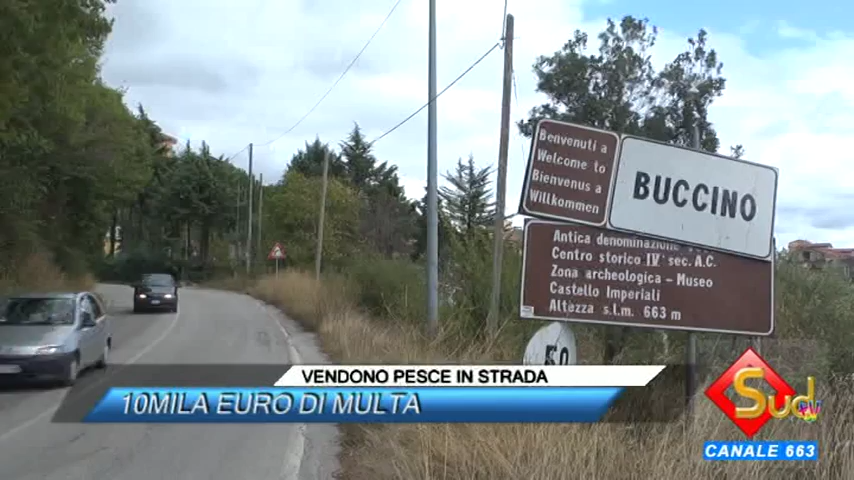 Benvenuti a
Welcome to
Bienvenus a
Willkommen
BUCCINO
Antica denominazione
Centro storico IV° sec. A.C.
Zona archeologica - Museo
Castello Imperiali
Altezza s.l.m. 663 m
50
VENDONO PESCE IN STRADA
10MILA EURO DI MULTA
Sud TV
CANALE 663